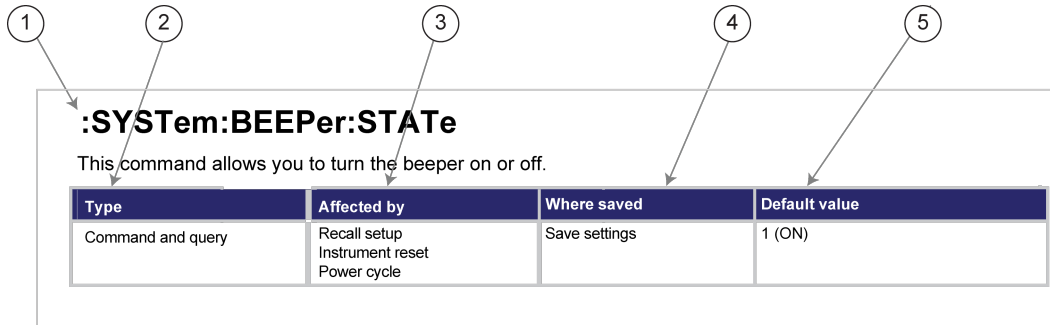 1 2 3 4 5
:SYSTem:BEEPer:STATe
This command allows you to turn the beeper on or off.
Type Affected by Where saved Default value
Command and query Recall setup Save settings 1 (ON)
Instrument reset
Power cycle